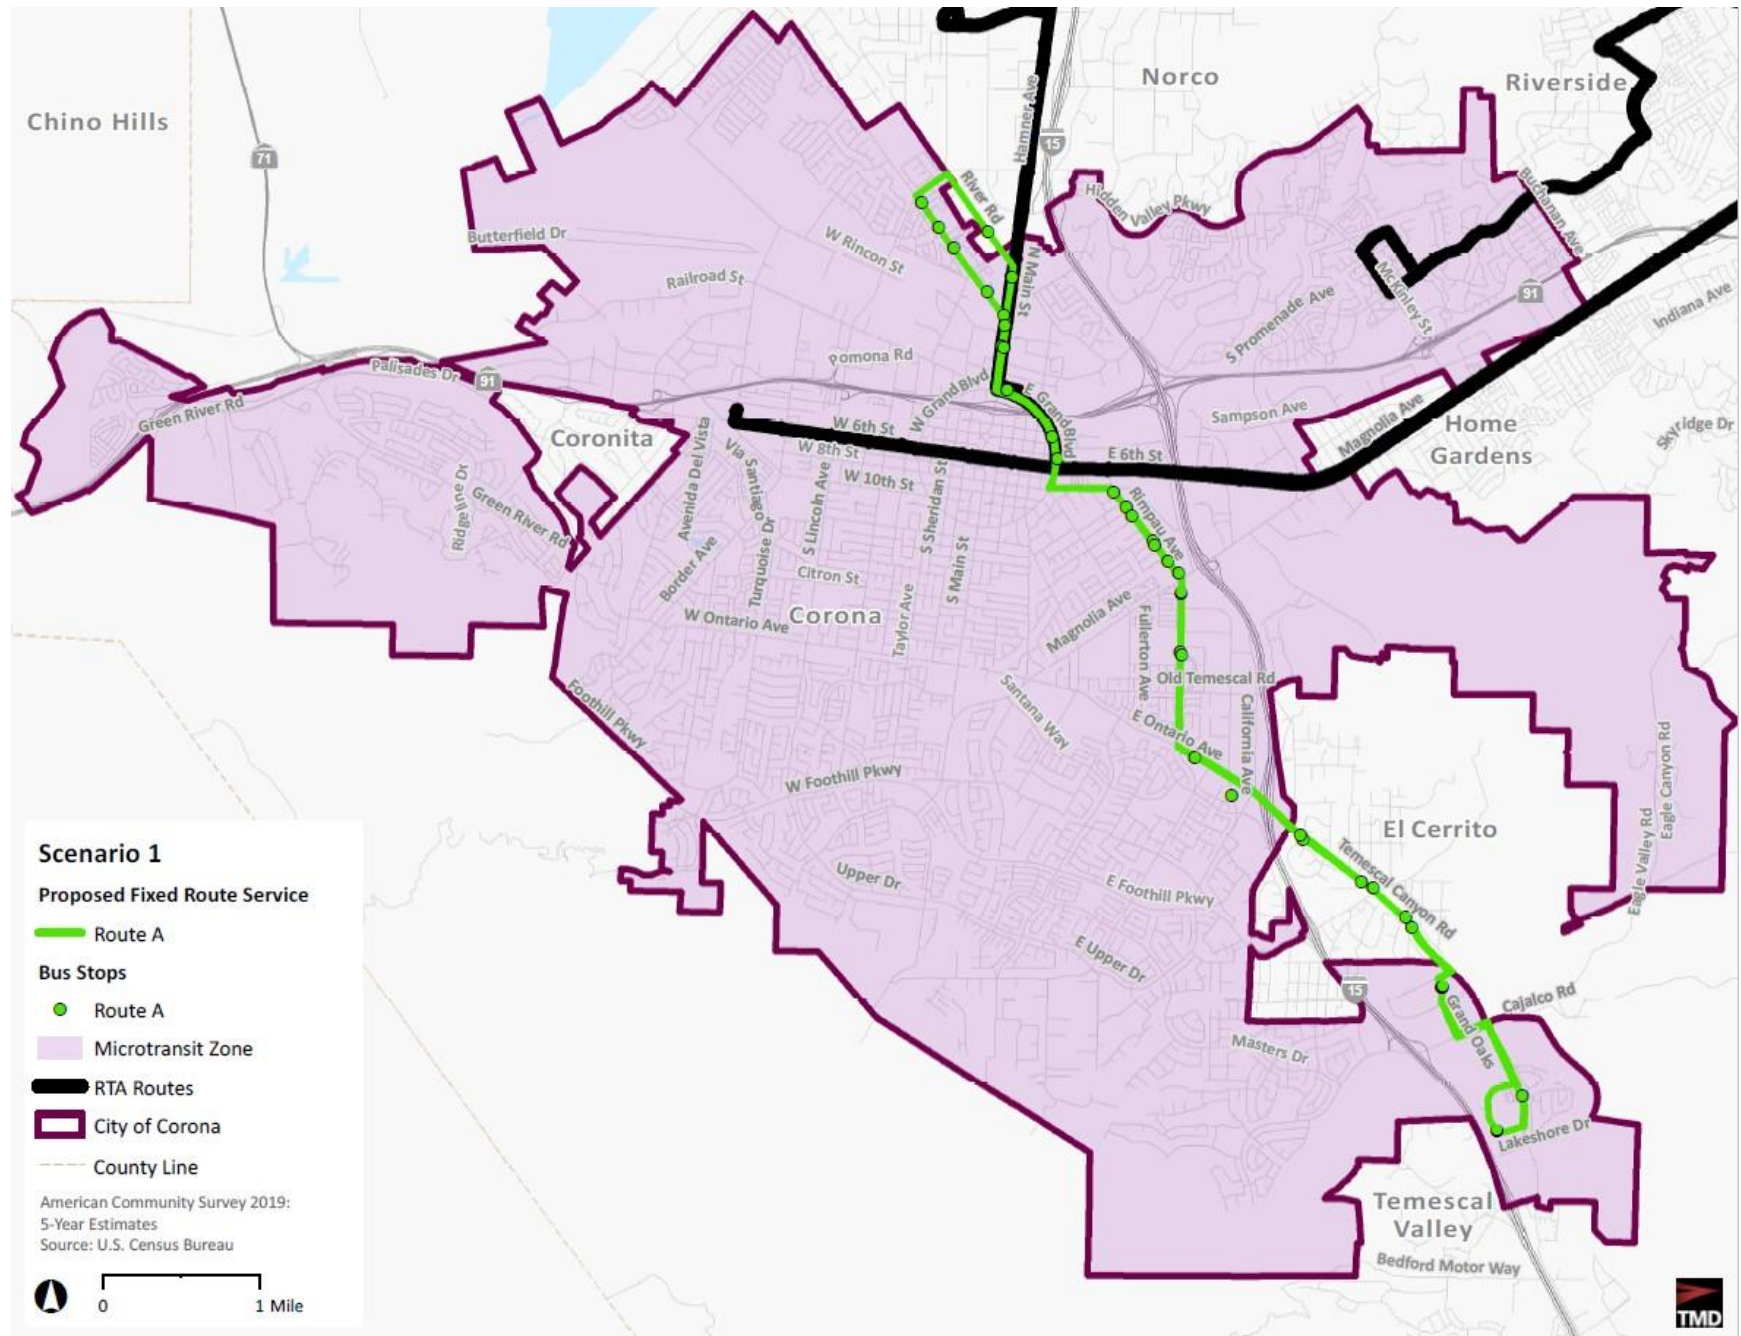 Norco
Riverside
Chino Hills
71
15
Hamner Ave
River Rd
Hidden Valley Pkwy
Buchanan Ave
Butterfield Dr
W Rincon St
N Main St
Railroad St
McKinley St
S Promenade Ave
91
Indiana Ave
Pomona Rd
Palisades Dr
91
W Grand Blvd
E Grand Blvd
Sampson Ave
Magnolia Ave
Green River Rd
Coronita
Home
Gardens
Skyridge Dr
W 6th St
E 6th St
W 8th St
W 10th St
Avenida Del Vista
Via Santiago
S Lincoln Ave
S Sheridan St
Rimpau Ave
Ridgeline Dr
Green River Rd
Turquoise Dr
Border Ave
Citron St
S Main St
Corona
W Ontario Ave
Taylor Ave
Magnolia Ave
Fullerton Ave
Old Temescal Rd
Santana Way
E Ontario Ave
California Ave
Foothill Pkwy
W Foothill Pkwy
Eagle Canyon Rd
Eagle Canyon Rd
Eagle Valley Rd
El Cerrito
Temescal Canyon Rd
Upper Dr
E Foothill Pkwy
E Upper Dr
15
Cajalco Rd
Grand Oaks
Masters Dr
Lakeshore Dr
Temescal
Valley
Bedford Motor Way
Scenario 1
Proposed Fixed Route Service
Route A
Bus Stops
Route A
Microtransit Zone
RTA Routes
City of Corona
County Line
American Community Survey 2019:
5-Year Estimates
Source: U.S. Census Bureau
0 1 Mile
TMD